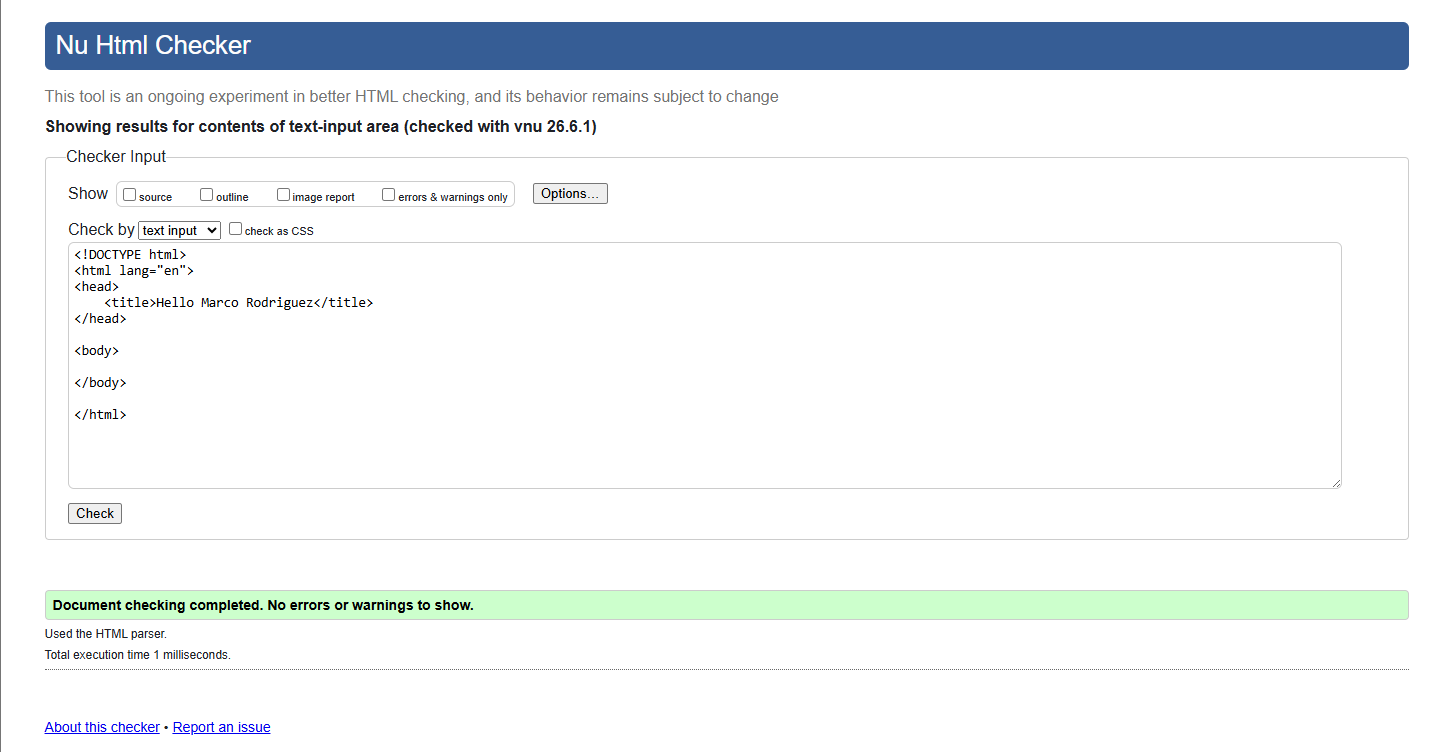 Nu Html Checker
This tool is an ongoing experiment in better HTML checking, and its behavior remains subject to change
Showing results for contents of text-input area (checked with vnu 26.6.1)
Checker Input
Show source outline image report errors & warnings only Options...
Check by text input check as CSS
<!DOCTYPE html>
<html lang="en">
<head>
    <title>Hello Marco Rodriguez</title>
</head>
<body>
</body>
</html>
Check
Document checking completed. No errors or warnings to show.
Used the HTML parser.
Total execution time 1 milliseconds.
About this checker • Report an issue